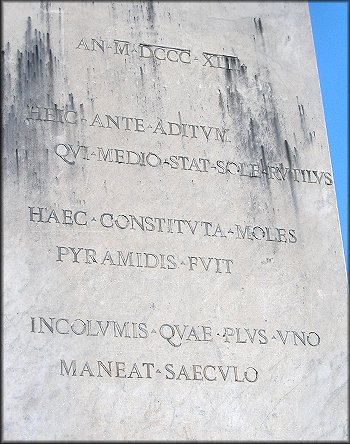 AN·M·DCCC·XIII
HEIC·ANTE·ADITVM
QVI·MEDIO·STAT·SOLE·RVTILVS
HAEC·CONSTITVTA·MOLES
PYRAMIDIS·FVIT
INCOLVMIS·QVAE·PLVS·VNO
MANEAT·SAECVLO